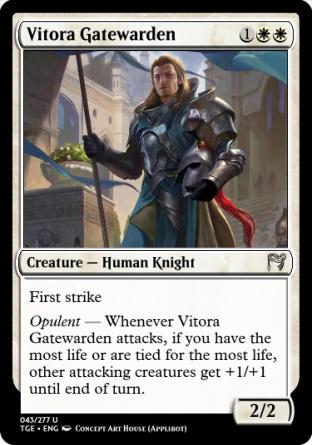 Vitora Gatewarden 1
Creature — Human Knight
First strike
Opulent — Whenever Vitora
Gatewarden attacks, if you have the
most life or are tied for the most life,
other attacking creatures get +1/+1
until end of turn.
043/277 U
TGE • ENG Concept Art House (Applibot)
2/2